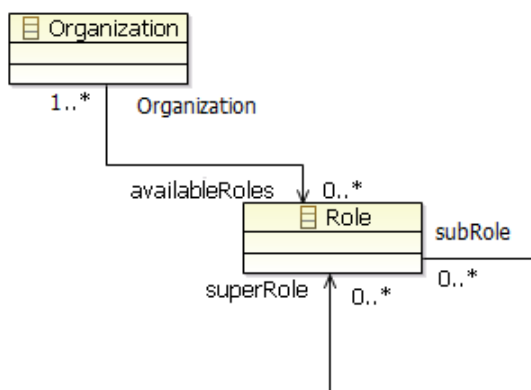 Organization
1..*
Organization
availableRoles
0..*
Role
subRole
superRole
0..*
0..*